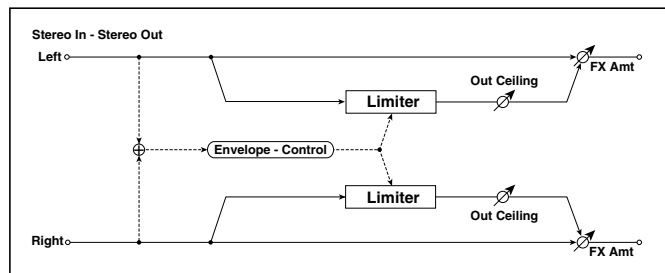 Stereo In - Stereo Out
Left
FX Amt
Out Ceiling
Limiter
Envelope - Control
Limiter
Out Ceiling
Right
FX Amt